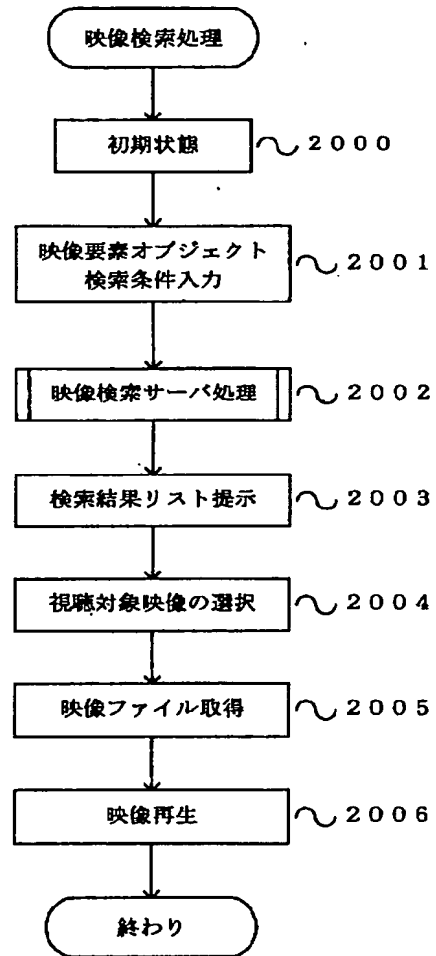 映像検索処理
初期状態
2000
映像要素オブジェクト
検索条件入力
2001
映像検索サーバ処理
2002
検索結果リスト提示
2003
視聴対象映像の選択
2004
映像ファイル取得
2005
映像再生
2006
終わり